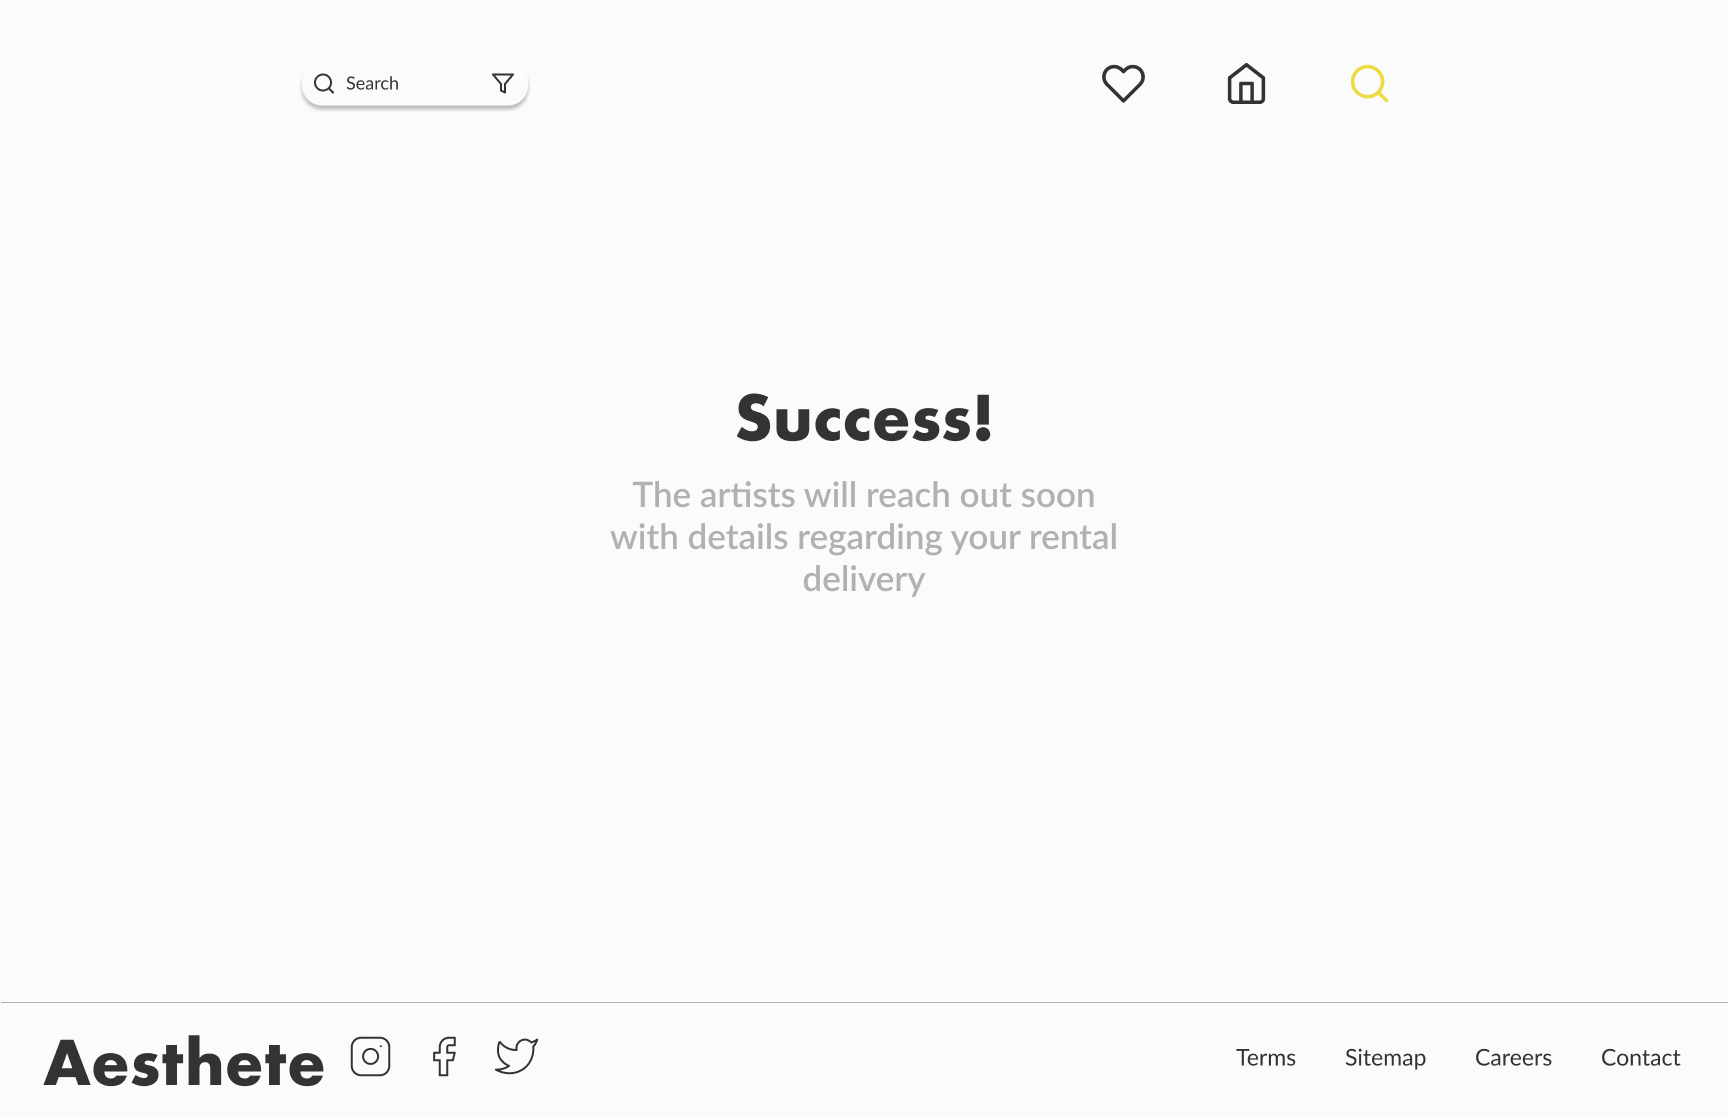 Search
Success!
The artists will reach out soon
with details regarding your rental
delivery
Aesthete
Terms Sitemap Careers Contact